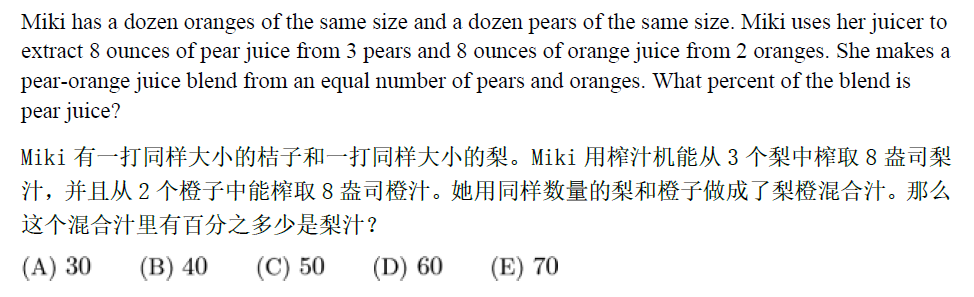 Miki has a dozen oranges of the same size and a dozen pears of the same size. Miki uses her juicer to
extract 8 ounces of pear juice from 3 pears and 8 ounces of orange juice from 2 oranges. She makes a
pear-orange juice blend from an equal number of pears and oranges. What percent of the blend is
pear juice?
Miki 有一打同样大小的桔子和一打同样大小的梨。Miki 用榨汁机能从 3 个梨中榨取 8 盎司梨
汁，并且从 2 个橙子中能榨取 8 盎司橙汁。她用同样数量的梨和橙子做成了梨橙混合汁。那么
这个混合汁里有百分之多少是梨汁？
(A) 30 (B) 40 (C) 50 (D) 60 (E) 70